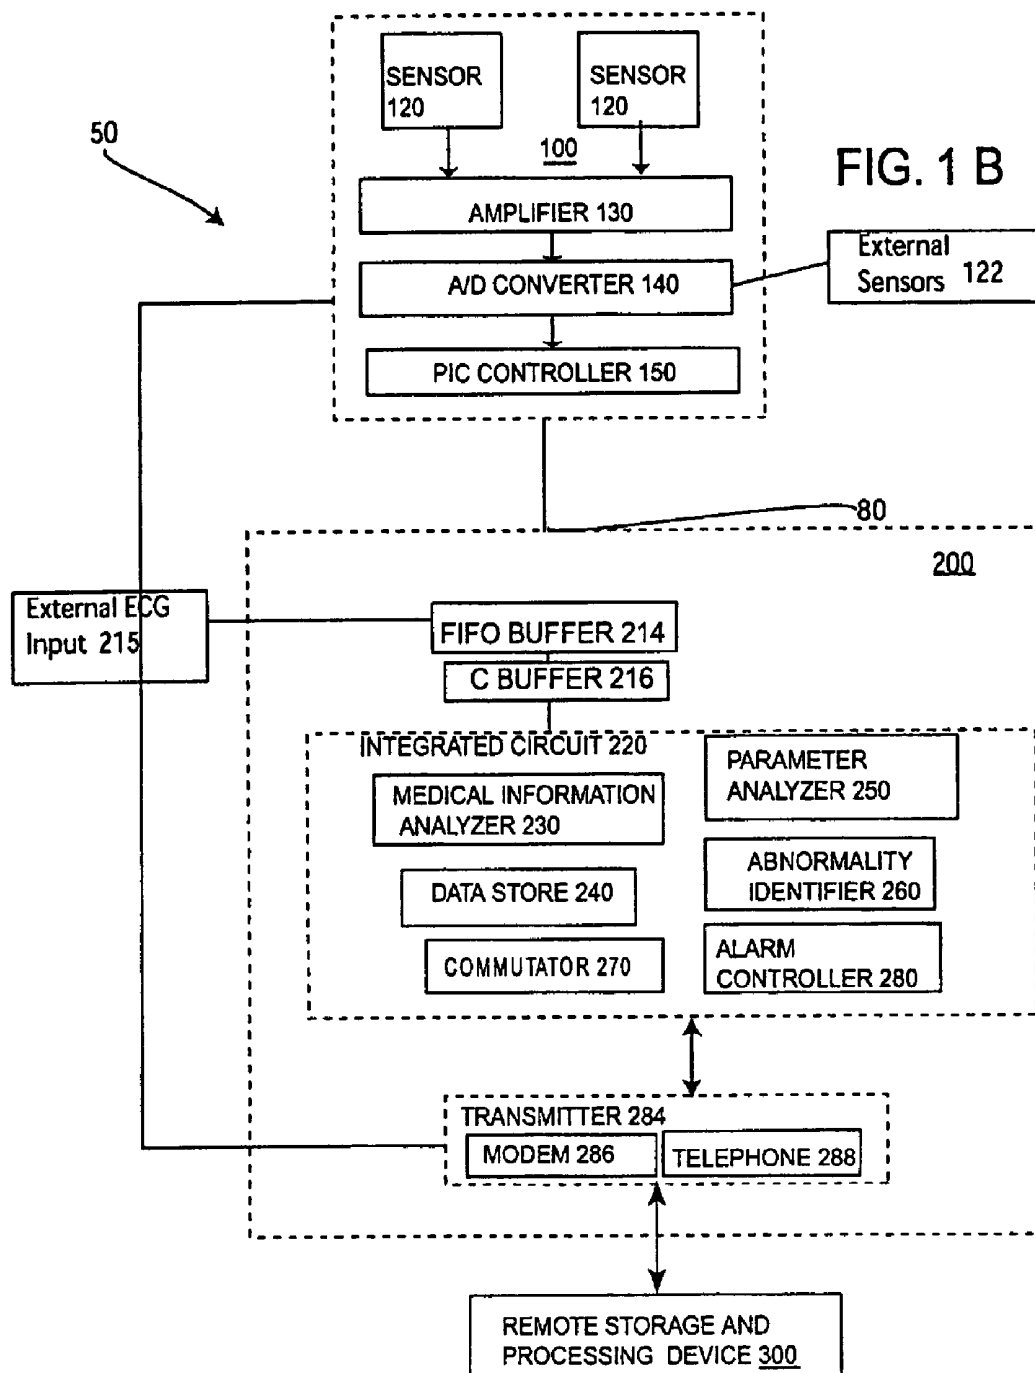 SENSOR
120
SENSOR
120
50
100
FIG. 1 B
AMPLIFIER 130
External
Sensors 122
A/D CONVERTER 140
PIC CONTROLLER 150
80
200
External ECG
Input 215
FIFO BUFFER 214
C BUFFER 216
INTEGRATED CIRCUIT 220
PARAMETER
ANALYZER 250
MEDICAL INFORMATION
ANALYZER 230
ABNORMALITY
IDENTIFIER 260
DATA STORE 240
ALARM
CONTROLLER 280
COMMUTATOR 270
TRANSMITTER 284
MODEM 286
TELEPHONE 288
REMOTE STORAGE AND
PROCESSING DEVICE 300